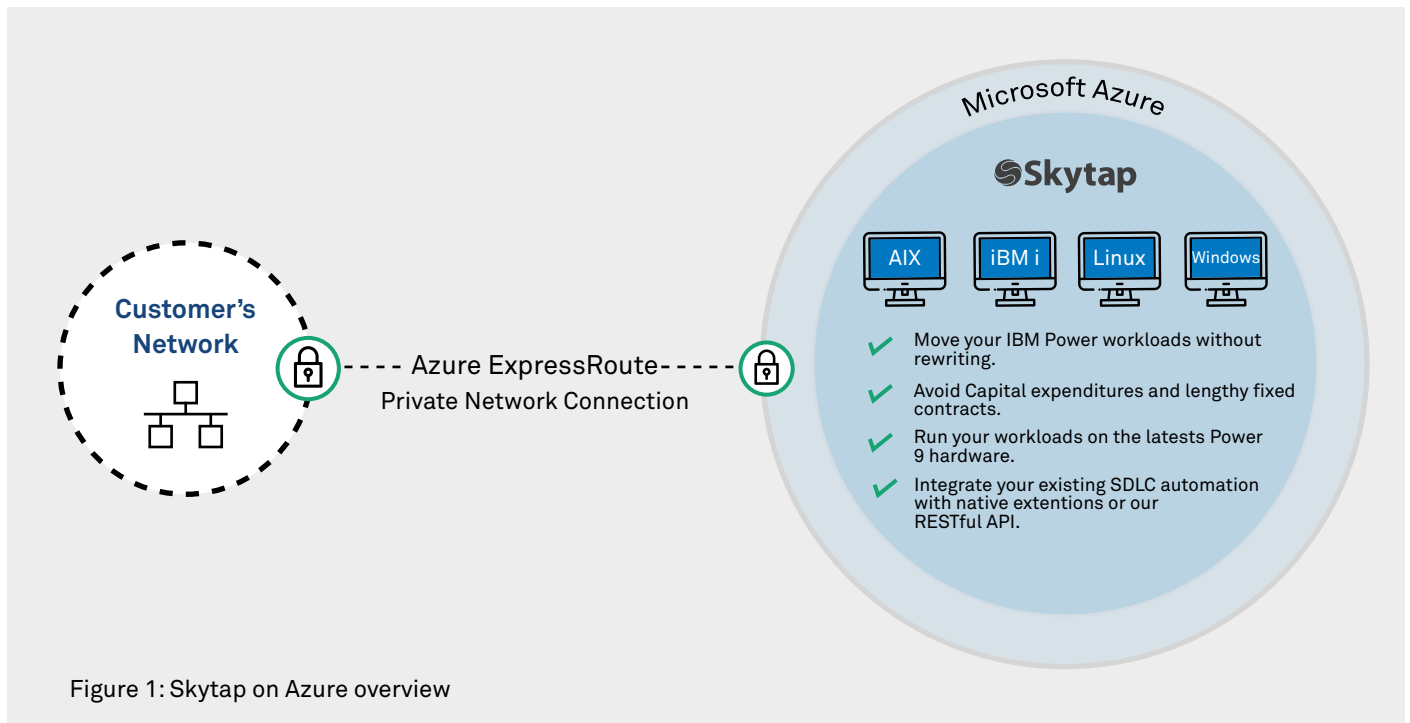 Microsoft Azure
Skytap
AIX
iBM i
Linux
Windows
Customer's
Network
Azure ExpressRoute
Private Network Connection
Move your IBM Power workloads without
rewriting.
Avoid Capital expenditures and lengthy fixed
contracts.
Run your workloads on the latests Power
9 hardware.
Integrate your existing SDLC automation
with native extentions or our
RESTful API.
Figure 1: Skytap on Azure overview